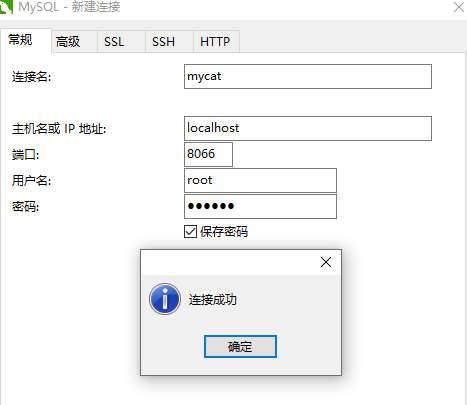 MySQL - 新建连接
常规 高级 SSL SSH HTTP
连接名: mycat
主机名或 IP 地址: localhost
端口: 8066
用户名: root
密码: ●●●●●●
保存密码
连接成功
确定